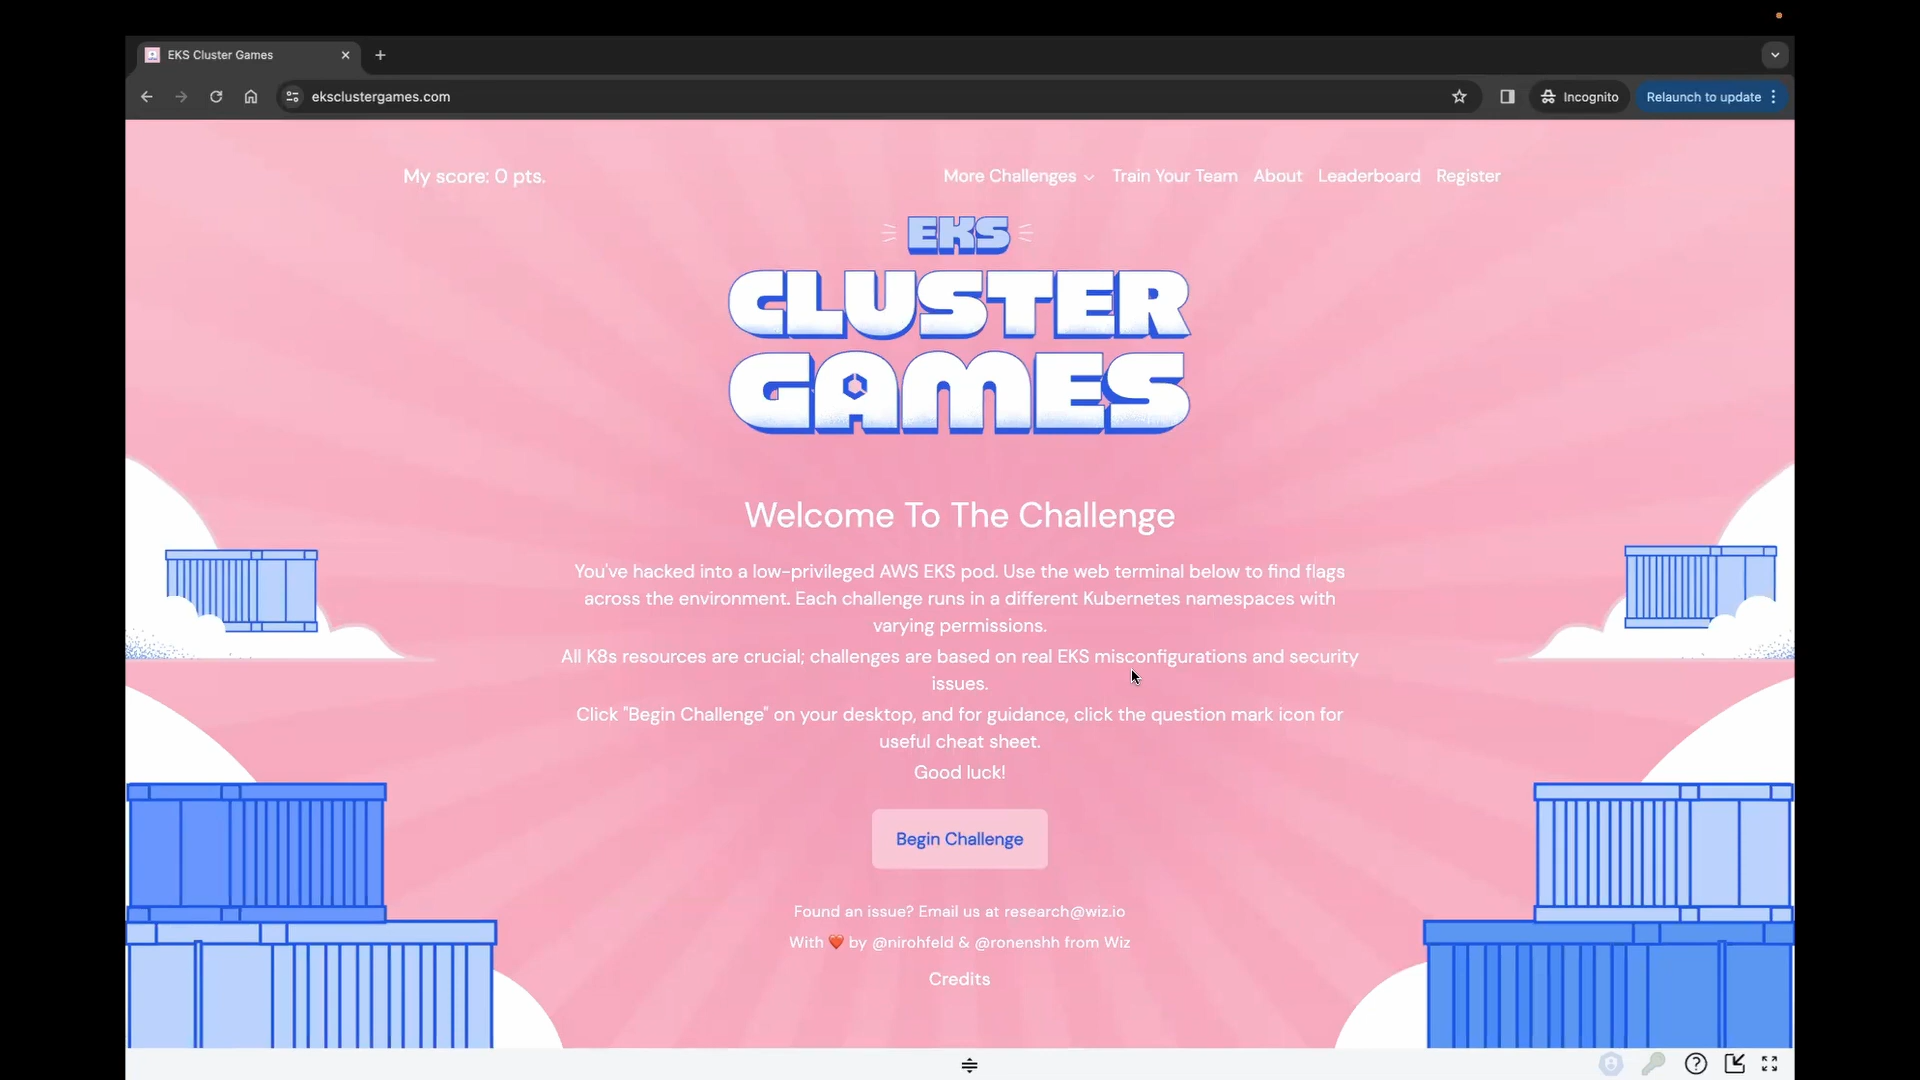 EKS Cluster Games
eksclustergames.com
Incognito
Relaunch to update
My score: 0 pts.
More Challenges
Train Your Team
About
Leaderboard
Register
EKS
CLUSTER
GAMES
Welcome To The Challenge
You've hacked into a low-privileged AWS EKS pod. Use the web terminal below to find flags
across the environment. Each challenge runs in a different Kubernetes namespaces with
varying permissions.
All K8s resources are crucial; challenges are based on real EKS misconfigurations and security
issues.
Click "Begin Challenge" on your desktop, and for guidance, click the question mark icon for
useful cheat sheet.
Good luck!
Begin Challenge
Found an issue? Email us at research@wiz.io
With ❤️ by @nirohfeld & @ronenshh from Wiz
Credits